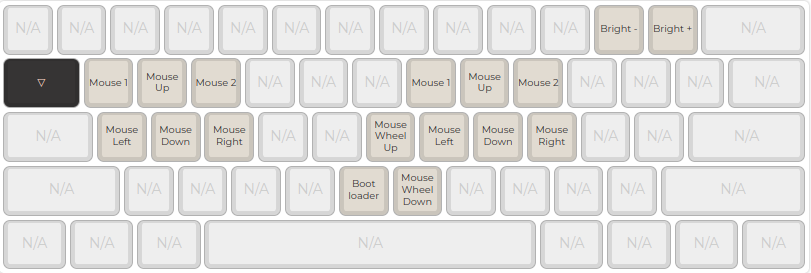 N/A N/A N/A N/A N/A N/A N/A N/A N/A N/A N/A Bright - Bright + N/A
▽ Mouse 1 Mouse Up Mouse 2 N/A N/A N/A Mouse 1 Mouse Up Mouse 2 N/A N/A N/A N/A
N/A Mouse Left Mouse Down Mouse Right N/A N/A Mouse Wheel Up Mouse Left Mouse Down Mouse Right N/A N/A N/A
N/A N/A N/A N/A N/A Boot loader Mouse Wheel Down N/A N/A N/A N/A N/A
N/A N/A N/A N/A N/A N/A N/A N/A